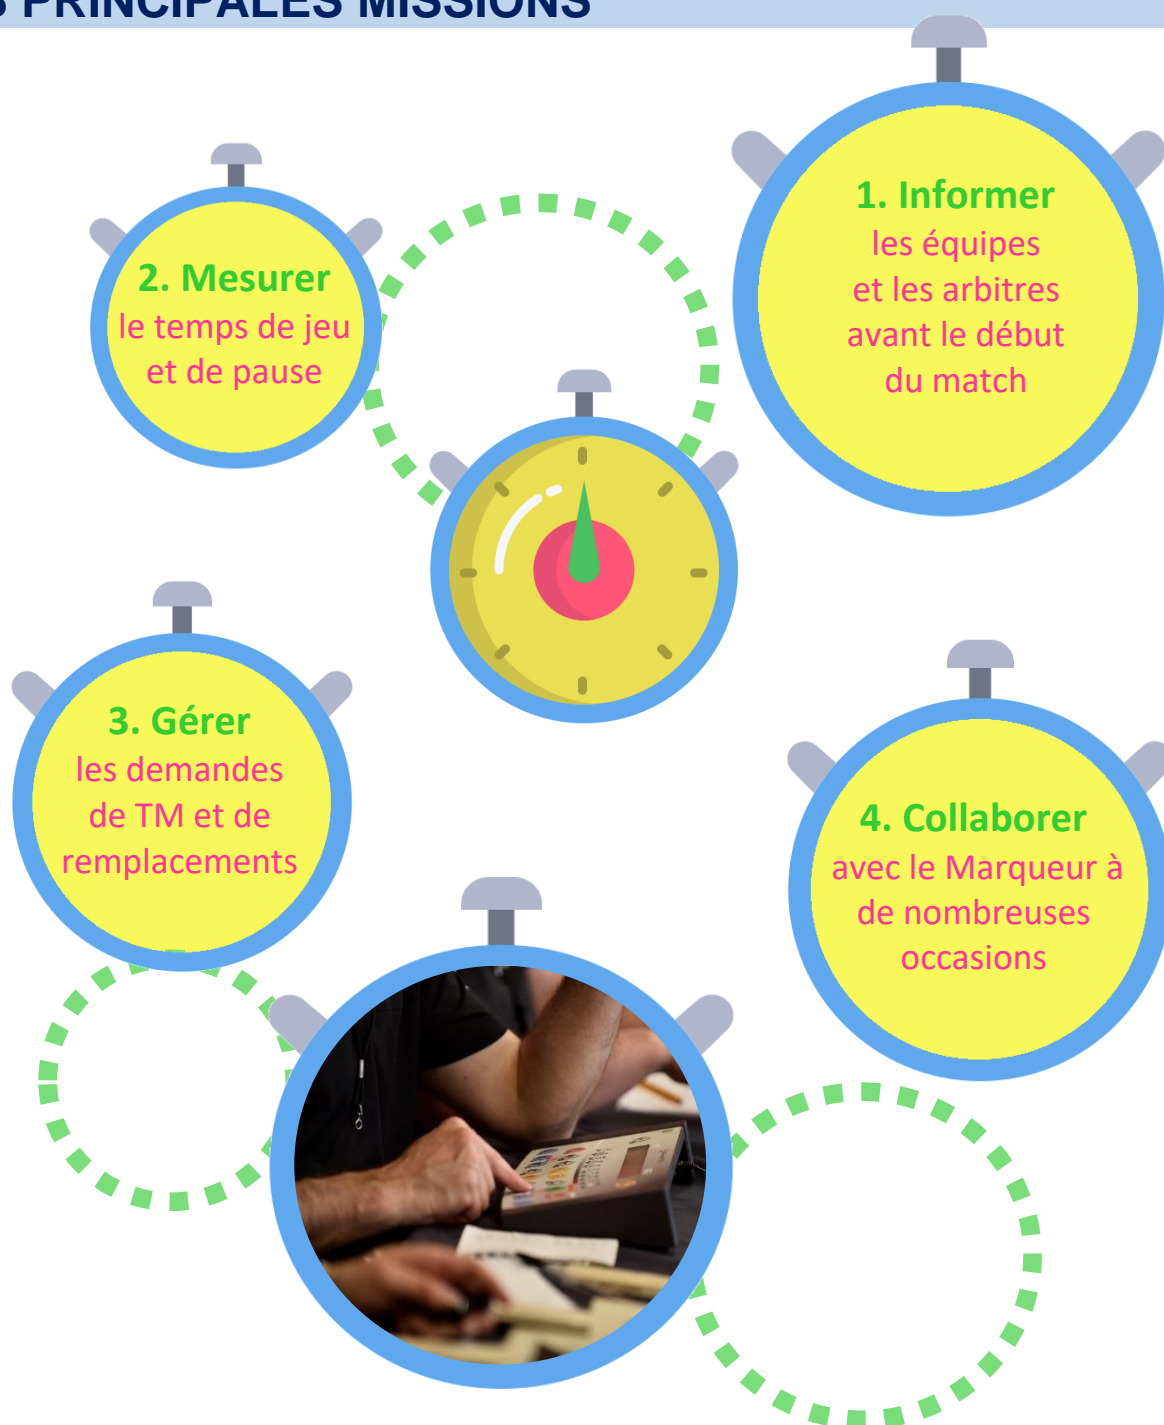 PRINCIPALES MISSIONS
1. Informer
les équipes
et les arbitres
avant le début
du match
2. Mesurer
le temps de jeu
et de pause
3. Gérer
les demandes
de TM et de
remplacements
4. Collaborer
avec le Marqueur à
de nombreuses
occasions